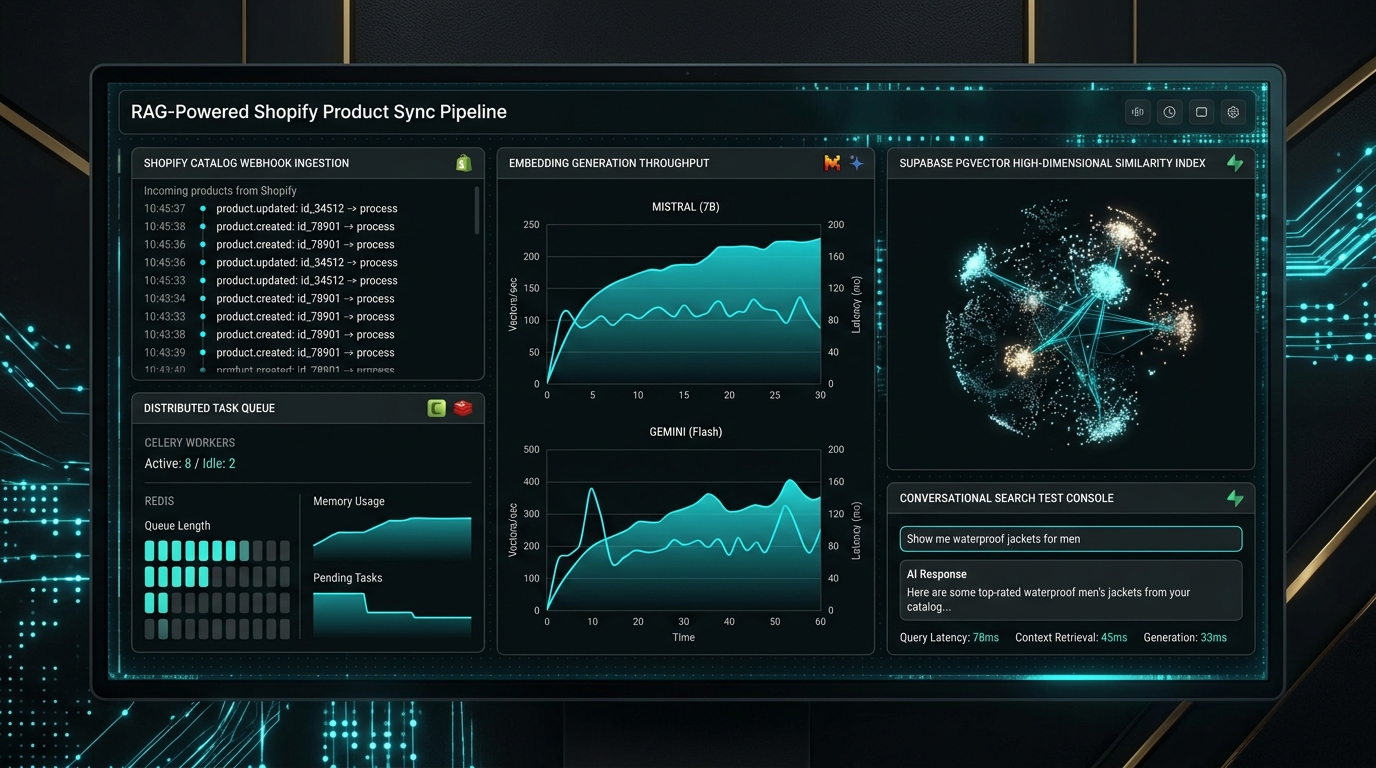 RAG-Powered Shopify Product Sync Pipeline
SHOPIFY CATALOG WEBHOOK INGESTION
Incoming products from Shopify
10:45:37 product.updated: id_34512 -> process
10:45:38 product.created: id_78901 -> process
10:45:36 product.created: id_78901 -> process
10:45:36 product.updated: id_34512 -> process
10:45:33 product.updated: id_34512 -> process
10:43:34 product.created: id_79901 -> process
10:43:33 product.created: id_78901 -> process
10:43:38 product.created: id_78901 -> process
10:43:39 product.created: id_78901 -> process
DISTRIBUTED TASK QUEUE
CELERY WORKERS
Active: 8 / Idle: 2
REDIS
Queue Length
Memory Usage
Pending Tasks
EMBEDDING GENERATION THROUGHPUT
MISTRAL (7B)
250
200
150
100
50
0
200
160
120
80
40
0
0 5 10 15 20 25 30
GEMINI (Flash)
500
400
300
200
100
0
200
160
120
80
40
0
0 10 20 30 40 50 60
TIme
SUPABASE PGVECTOR HIGH-DIMENSIONAL SIMILARITY INDEX
CONVERSATIONAL SEARCH TEST CONSOLE
Show me waterproof jackets for men
AI Response
Here are some top-rated waterproof men's jackets from your
catalog...
Query Latency: 78ms Context Retrieval: 45ms Generation: 33ms